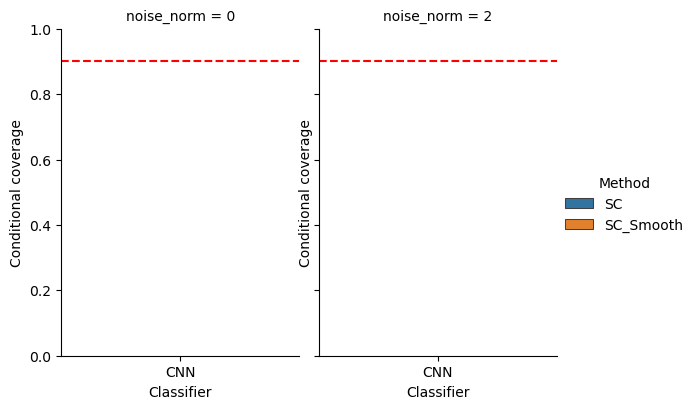 noise_norm = 0
noise_norm = 2
1.0
0.8
0.6
0.4
0.2
0.0
Conditional coverage
Conditional coverage
CNN
CNN
Classifier
Classifier
Method
SC
SC_Smooth